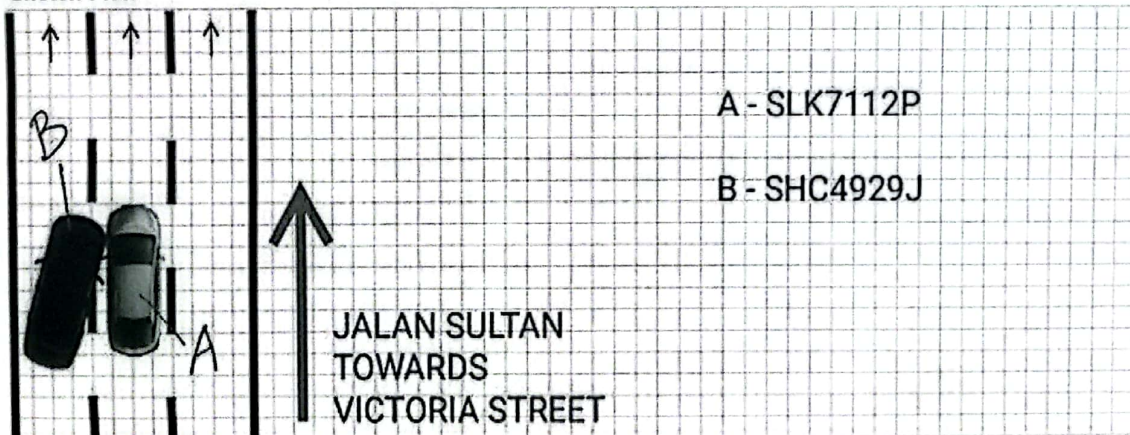 A - SLK7112P
B - SHC4929J
B
A
JALAN SULTAN
TOWARDS
VICTORIA STREET